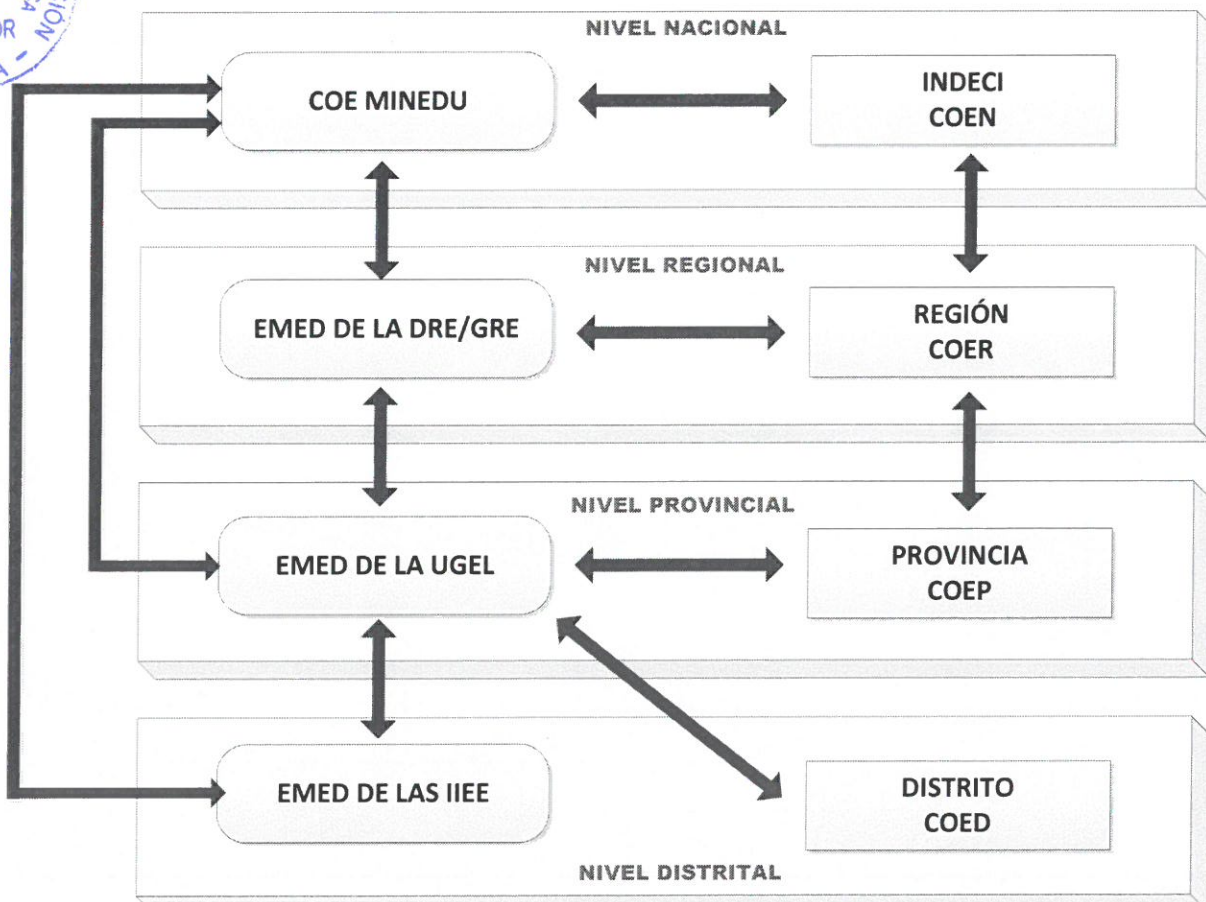 NIVEL NACIONAL
COE MINEDU
INDECI
COEN
NIVEL REGIONAL
EMED DE LA DRE/GRE
REGIÓN
COER
NIVEL PROVINCIAL
EMED DE LA UGEL
PROVINCIA
COEP
EMED DE LAS IIEE
DISTRITO
COED
NIVEL DISTRITAL